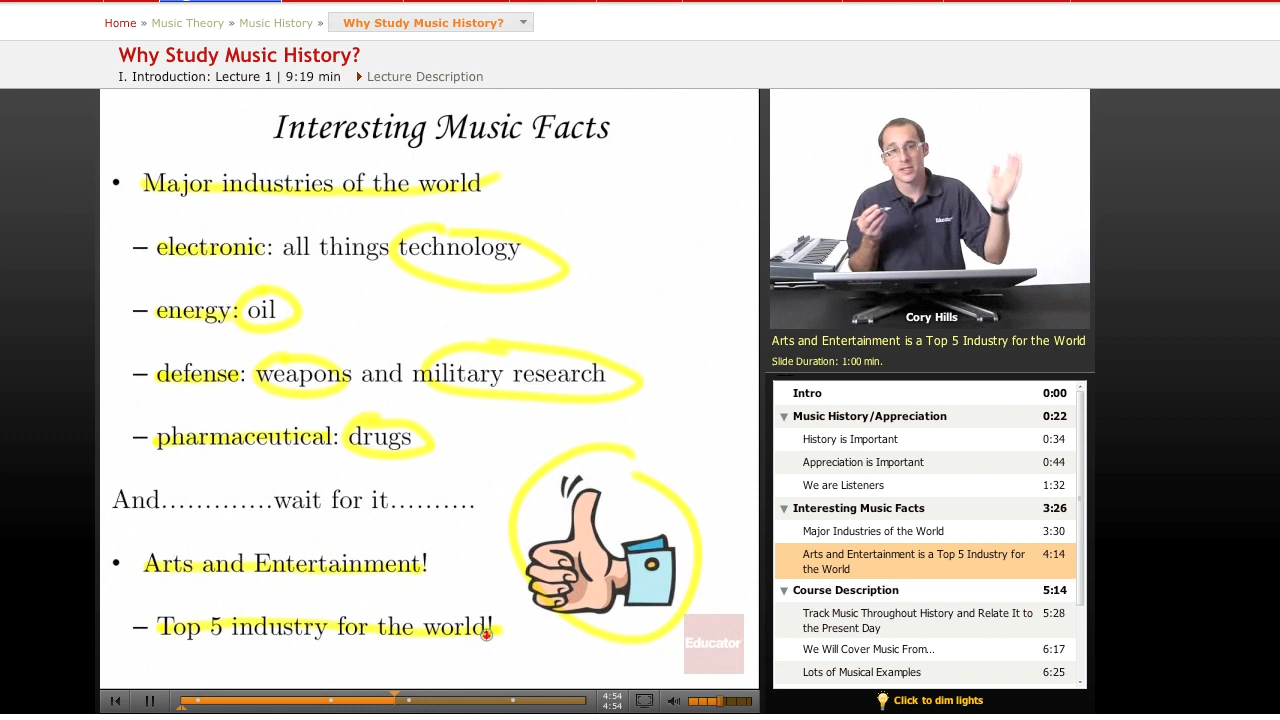 Home » Music Theory » Music History » Why Study Music History?
Why Study Music History?
I. Introduction: Lecture 1 | 9:19 min Lecture Description
Interesting Music Facts
• Major industries of the world
– electronic: all things technology
– energy: oil
– defense: weapons and military research
– pharmaceutical: drugs
And.............wait for it..........
• Arts and Entertainment!
– Top 5 industry for the world!
Educator
4:54
4:54
Educator
Cory Hills
Arts and Entertainment is a Top 5 Industry for the World
Slide Duration: 1:00 min.
Intro 0:00
Music History/Appreciation 0:22
History is Important 0:34
Appreciation is Important 0:44
We are Listeners 1:32
Interesting Music Facts 3:26
Major Industries of the World 3:30
Arts and Entertainment is a Top 5 Industry for 4:14
the World
Course Description 5:14
Track Music Throughout History and Relate It to 5:28
the Present Day
We Will Cover Music From... 6:17
Lots of Musical Examples 6:25
Click to dim lights